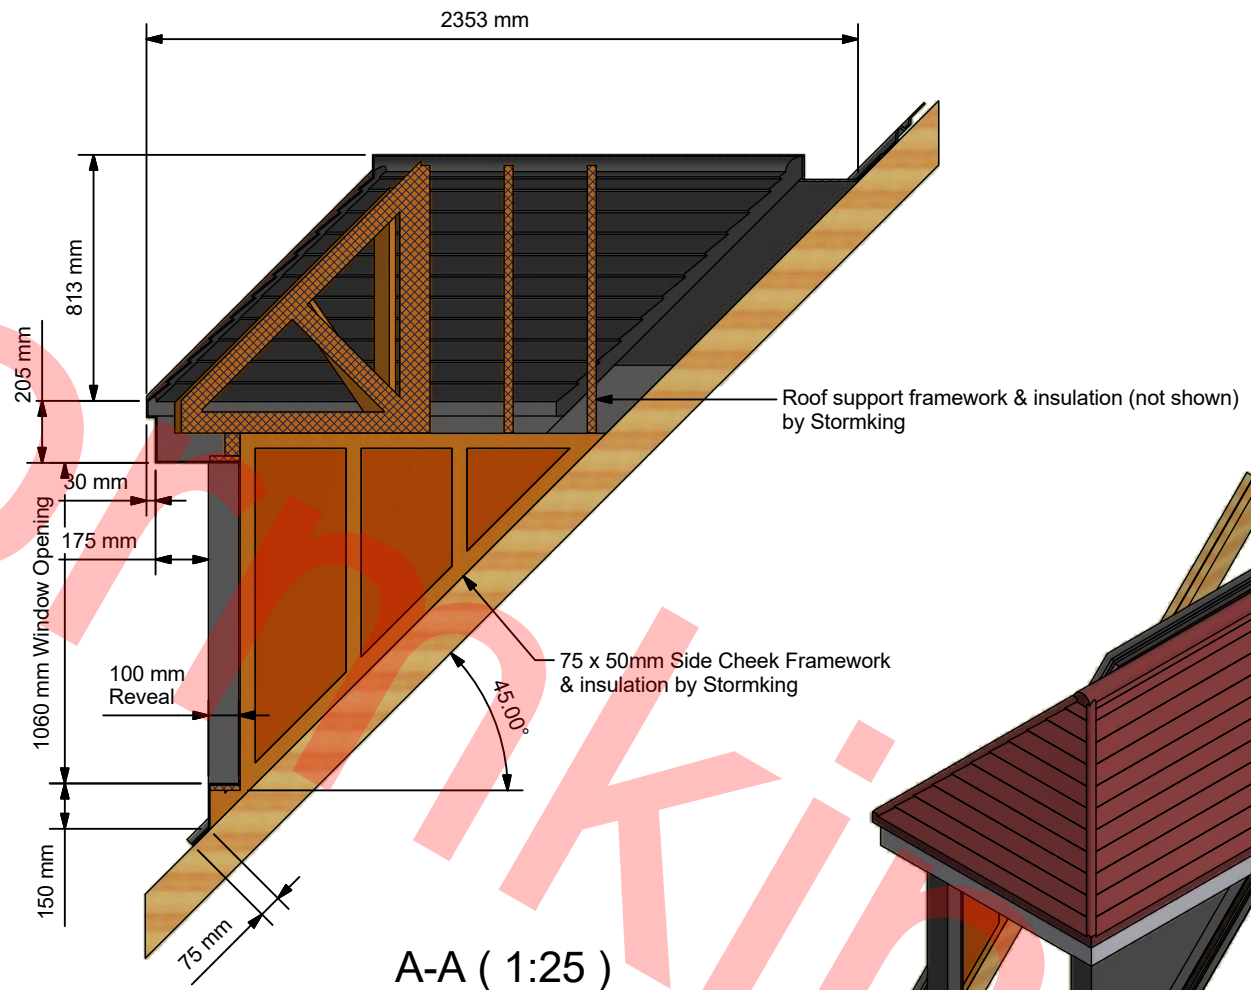 2353 mm
813 mm
205 mm
Roof support framework & insulation (not shown)
by Stormking
30 mm
175 mm
1060 mm Window Opening
100 mm
Reveal
75 x 50mm Side Cheek Framework
& insulation by Stormking
45.00°
150 mm
75 mm
A-A ( 1:25 )